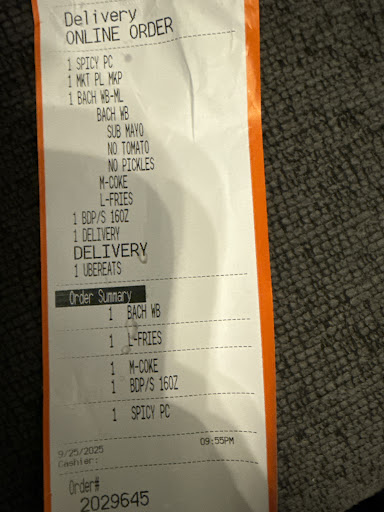 Delivery
ONLINE ORDER
1 SPICY PC
1 MKT PL MKP
1 BACH WB-ML
BACH WB
SUB MAYO
NO TOMATO
NO PICKLES
M-COKE
L-FRIES
1 BDP/S 16OZ
1 DELIVERY
DELIVERY
1 UBEREATS
Order Summary
1 BACH WB
1 L-FRIES
1 M-COKE
1 BDP/S 16OZ
1 SPICY PC
9/25/2025 09:55PM
Cashier:
Order#
2029645